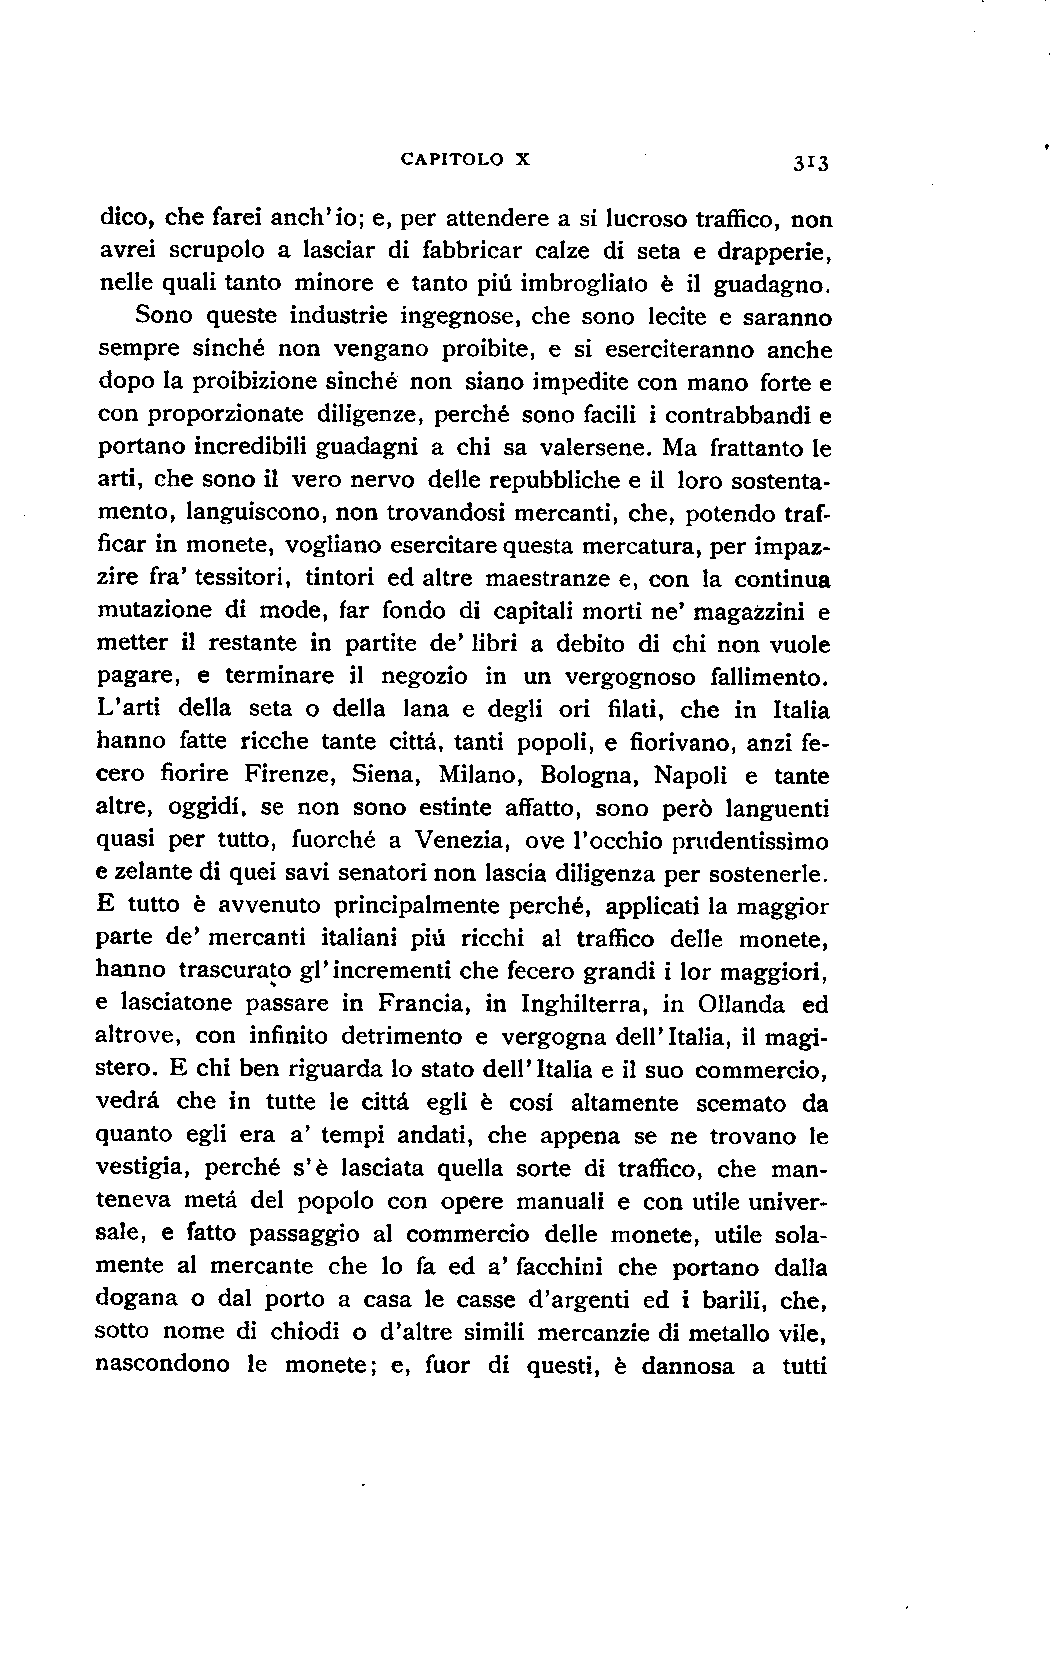 CAPITOLO X 313
dico, che farei anch'io; e, per attendere a sí lucroso traffico, non
avrei scrupolo a lasciar di fabbricar calze di seta e drapperie,
nelle quali tanto minore e tanto piú imbrogliato è il guadagno.
Sono queste industrie ingegnose, che sono lecite e saranno
sempre sinché non vengano proibite, e si eserciteranno anche
dopo la proibizione sinché non siano impedite con mano forte e
con proporzionate diligenze, perché sono facili i contrabbandi e
portano incredibili guadagni a chi sa valersene. Ma frattanto le
arti, che sono il vero nervo delle repubbliche e il loro sostenta-
mento, languiscono, non trovandosi mercanti, che, potendo traf-
ficar in monete, vogliano esercitare questa mercatura, per impaz-
zire fra' tessitori, tintori ed altre maestranze e, con la continua
mutazione di mode, far fondo di capitali morti ne' magazzini e
metter il restante in partite de' libri a debito di chi non vuole
pagare, e terminare il negozio in un vergognoso fallimento.
L'arti della seta o della lana e degli ori filati, che in Italia
hanno fatte ricche tante cittá, tanti popoli, e fiorivano, anzi fe-
cero fiorire Firenze, Siena, Milano, Bologna, Napoli e tante
altre, oggidí, se non sono estinte affatto, sono però languenti
quasi per tutto, fuorché a Venezia, ove l'occhio prudentissimo
e zelante di quei savi senatori non lascia diligenza per sostenerle.
E tutto è avvenuto principalmente perché, applicati la maggior
parte de' mercanti italiani piú ricchi al traffico delle monete,
hanno trascurato gl'incrementi che fecero grandi i lor maggiori,
e lasciatone passare in Francia, in Inghilterra, in Ollanda ed
altrove, con infinito detrimento e vergogna dell'Italia, il magi-
stero. E chi ben riguarda lo stato dell'Italia e il suo commercio,
vedrá che in tutte le cittá egli è cosí altamente scemato da
quanto egli era a' tempi andati, che appena se ne trovano le
vestigia, perché s'è lasciata quella sorte di traffico, che man-
teneva metá del popolo con opere manuali e con utile univer-
sale, e fatto passaggio al commercio delle monete, utile sola-
mente al mercante che lo fa ed a' facchini che portano dalla
dogana o dal porto a casa le casse d'argenti ed i barili, che,
sotto nome di chiodi o d'altre simili mercanzie di metallo vile,
nascondono le monete; e, fuor di questi, è dannosa a tutti